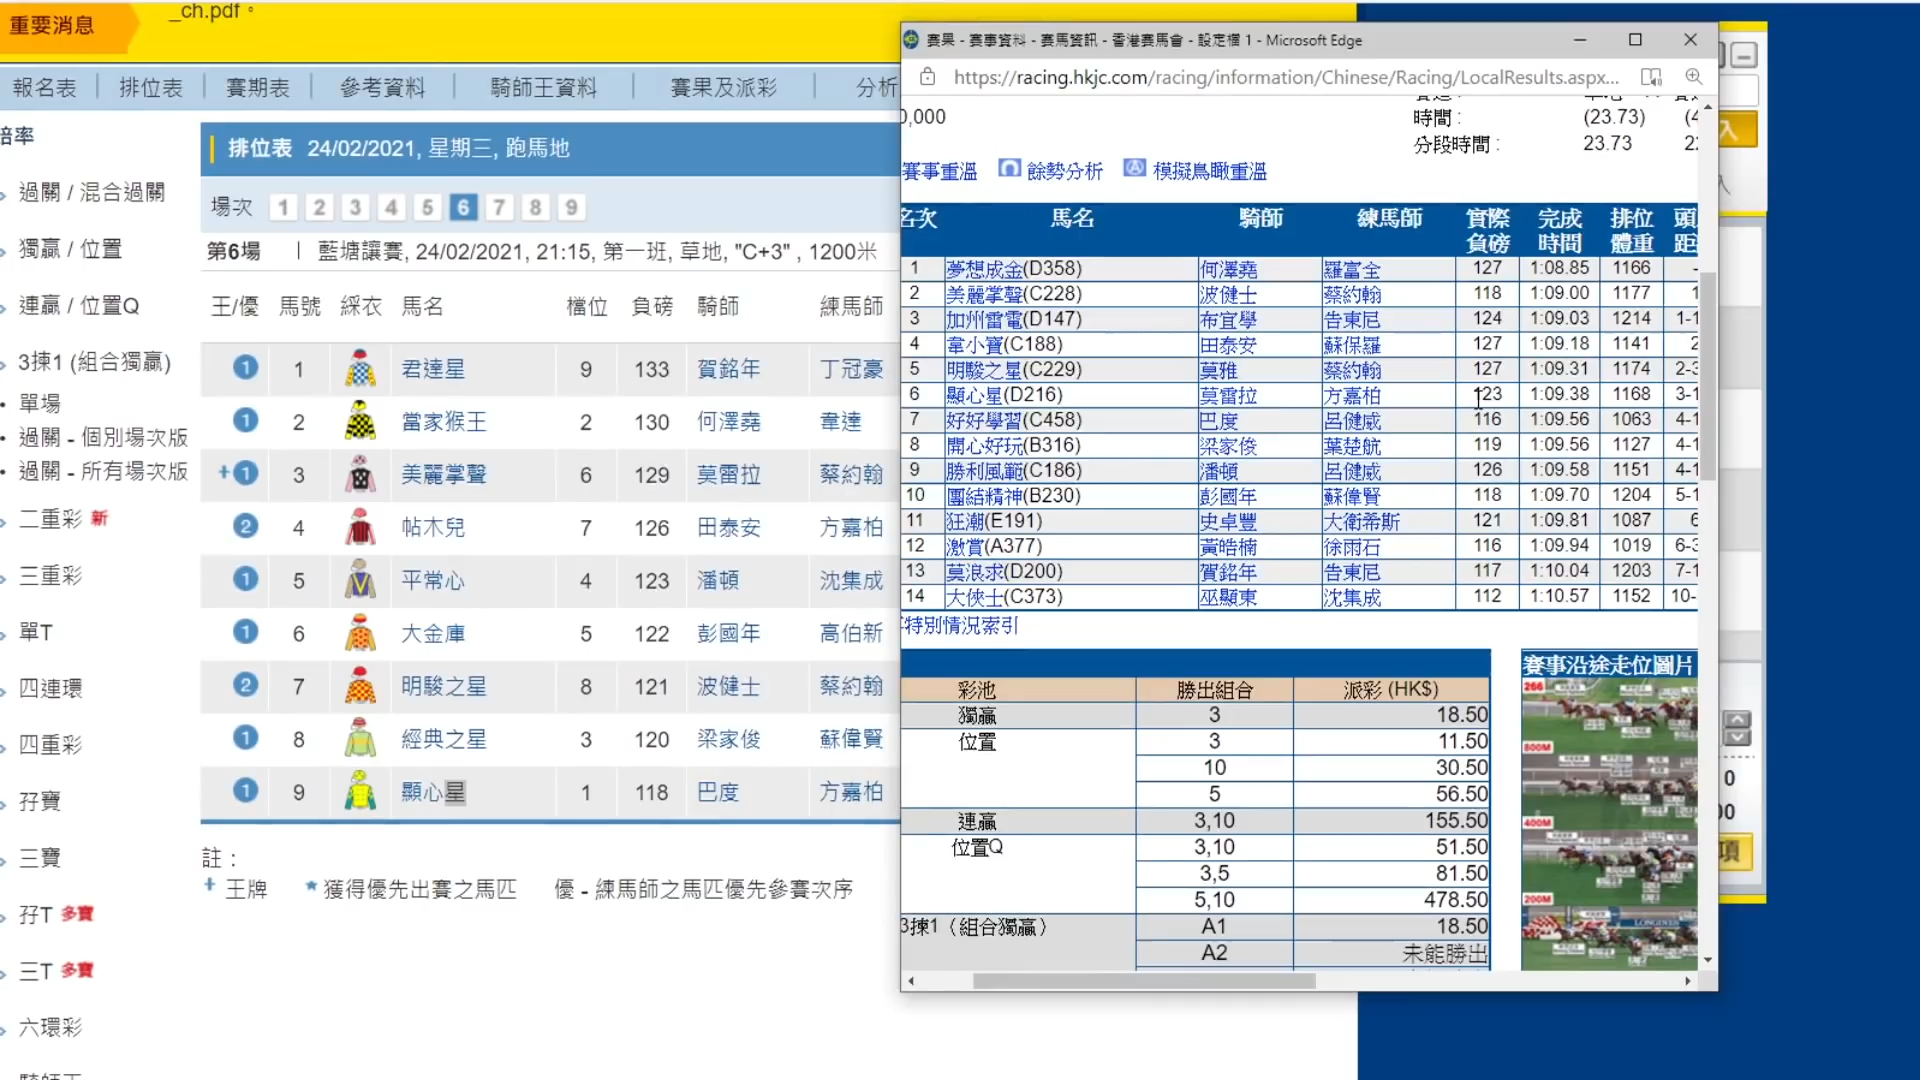 重要消息
_ch.pdf。
報名表 排位表 賽期表 參考資料 騎師王資料 賽果及派彩 分析
過關 / 混合過關
獨贏 / 位置
連贏 / 位置Q
3揀1 (組合獨贏)
單場
過關 - 個別場次版
過關 - 所有場次版
二重彩 新
三重彩
單T
四連環
四重彩
孖寶
三寶
孖T 多寶
三T 多寶
六環彩
排位表 24/02/2021, 星期三, 跑馬地
場次 1 2 3 4 5 6 7 8 9
第6場 | 藍塘讓賽, 24/02/2021, 21:15, 第一班, 草地, "C+3" , 1200米
王/優 馬號 綵衣 馬名 檔位 負磅 騎師 練馬師
1 1 君達星 9 133 賀銘年 丁冠豪
1 2 當家猴王 2 130 何澤堯 韋達
+1 3 美麗掌聲 6 129 莫雷拉 蔡約翰
2 4 帖木兒 7 126 田泰安 方嘉柏
1 5 平常心 4 123 潘頓 沈集成
1 6 大金庫 5 122 彭國年 高伯新
2 7 明駿之星 8 121 波健士 蔡約翰
1 8 經典之星 3 120 梁家俊 蘇偉賢
1 9 顯心星 1 118 巴度 方嘉柏
註 :
+ 王牌 ★ 獲得優先出賽之馬匹 優 - 練馬師之馬匹優先參賽次序
賽果 - 賽事資料 - 賽馬資訊 - 香港賽馬會 - 設定檔 1 - Microsoft Edge
https://racing.hkjc.com/racing/information/Chinese/Racing/LocalResults.aspx...
0,000 時間 : (23.73)
分段時間 : 23.73
賽事重溫 餘勢分析 模擬鳥瞰重溫
名次 馬名 騎師 練馬師 實際負磅 完成時間 排位體重
1 夢想成金(D358) 何澤堯 羅富全 127 1:08.85 1166 -
2 美麗掌聲(C228) 波健士 蔡約翰 118 1:09.00 1177 1
3 加州雷電(D147) 布宜學 告東尼 124 1:09.03 1214 1-1
4 韋小寶(C188) 田泰安 蘇保羅 127 1:09.18 1141 2
5 明駿之星(C229) 莫雅 蔡約翰 127 1:09.31 1174 2-3
6 顯心星(D216) 莫雷拉 方嘉柏 123 1:09.38 1168 3-1
7 好好學習(C458) 巴度 呂健威 116 1:09.56 1063 4-1
8 開心好玩(B316) 梁家俊 葉楚航 119 1:09.56 1127 4-1
9 勝利風範(C186) 潘頓 呂健威 126 1:09.58 1151 4-1
10 團結精神(B230) 彭國年 蘇偉賢 118 1:09.70 1204 5-1
11 狂潮(E191) 史卓豐 大衛希斯 121 1:09.81 1087 6
12 激賞(A377) 黃皓楠 徐雨石 116 1:09.94 1019 6-3
13 莫浪求(D200) 賀銘年 告東尼 117 1:10.04 1203 7-1
14 大俠士(C373) 巫顯東 沈集成 112 1:10.57 1152 10-
特別情況索引
彩池 勝出組合 派彩 (HK$)
獨贏 3 18.50
位置 3 11.50
10 30.50
5 56.50
連贏 3,10 155.50
位置Q 3,10 51.50
3,5 81.50
5,10 478.50
3揀1（組合獨贏） A1 18.50
A2 未能勝出
賽事沿途走位圖片
800M
400M
200M
LONGINES